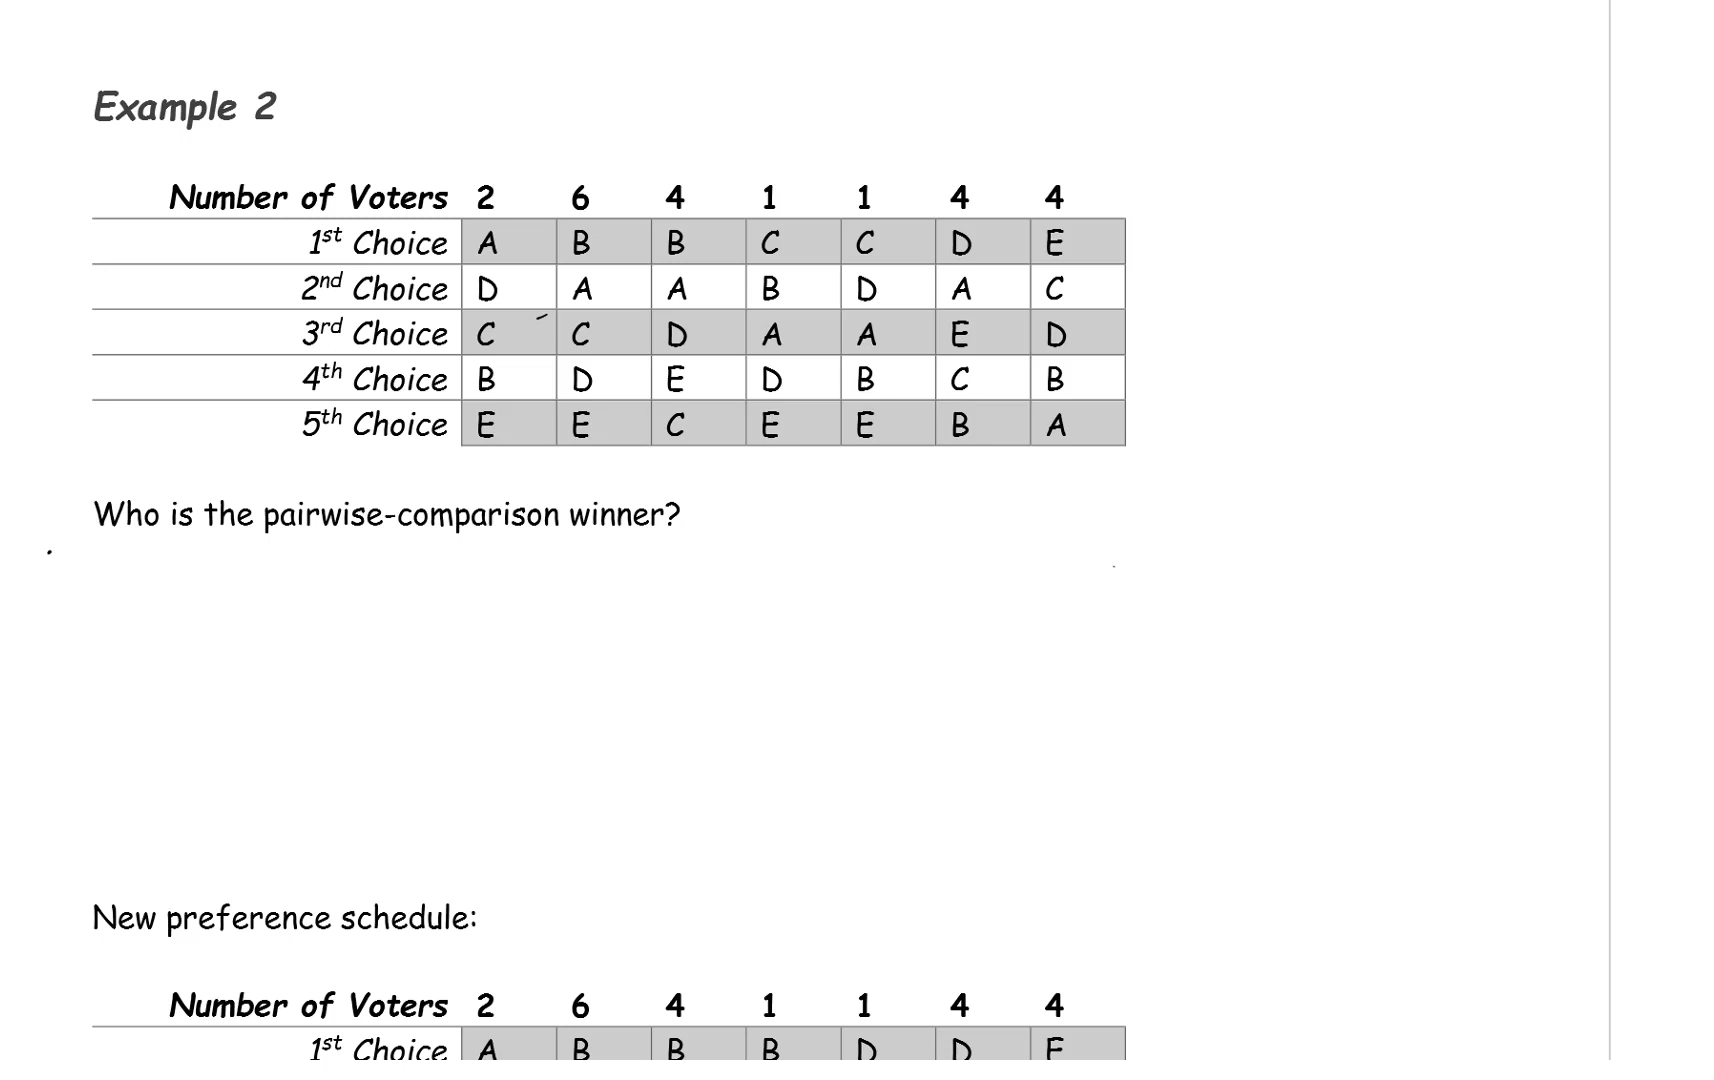 Example 2
Number of Voters 2 6 4 1 1 4 4
1st Choice A B B C C D E
2nd Choice D A A B D A C
3rd Choice C C D A A E D
4th Choice B D E D B C B
5th Choice E E C E E B A
Who is the pairwise-comparison winner?
New preference schedule:
Number of Voters 2 6 4 1 1 4 4
1st Choice A B B B D D E